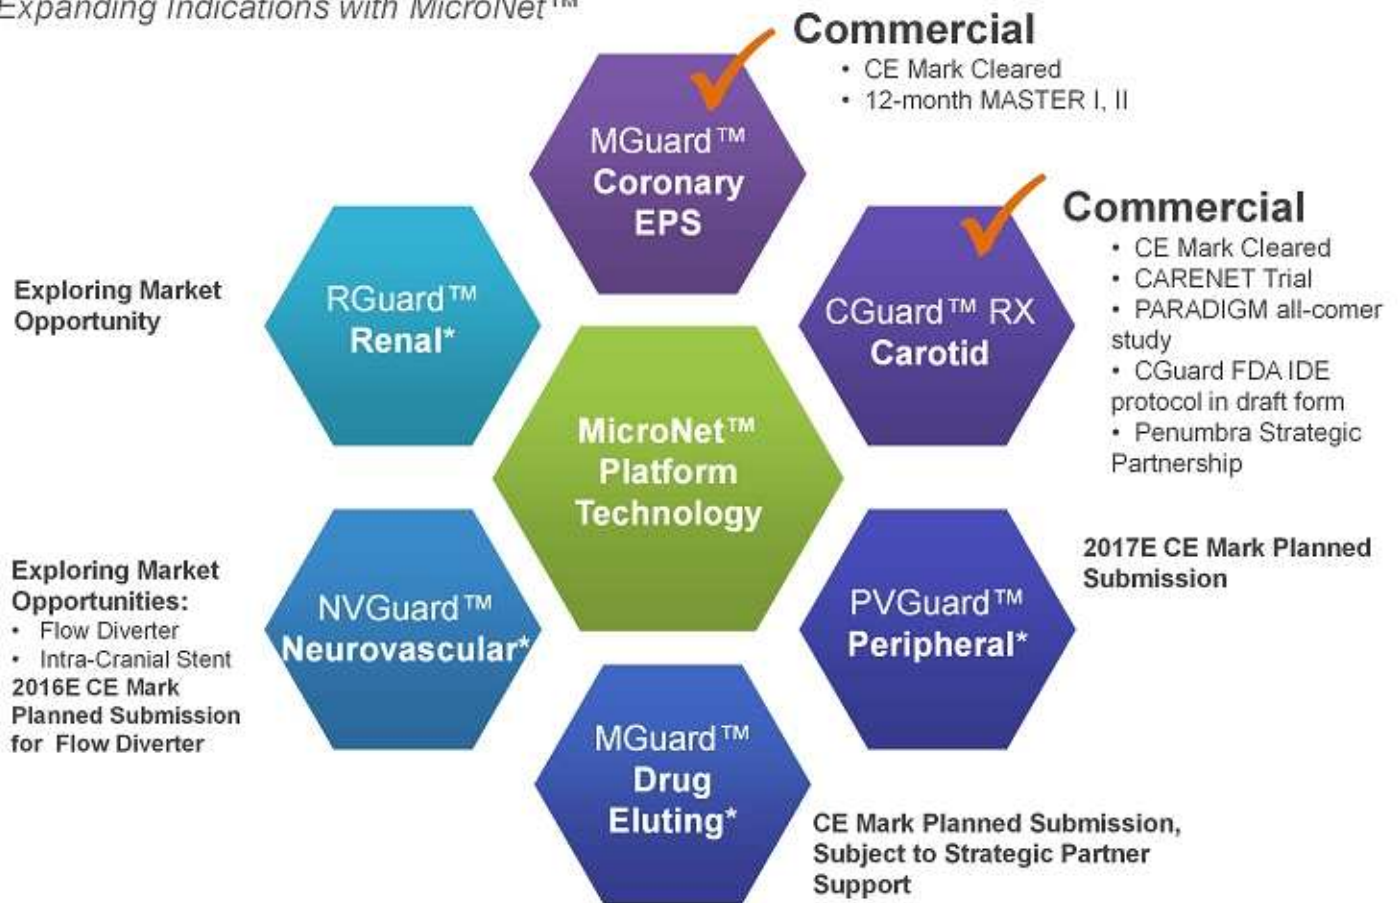 Expanding Indications with MicroNet™
Commercial
• CE Mark Cleared
• 12-month MASTER I, II
MGuard™
Coronary
EPS
Commercial
• CE Mark Cleared
• CARENET Trial
• PARADIGM all-comer
study
• CGuard FDA IDE
protocol in draft form
• Penumbra Strategic
Partnership
CGuard™ RX
Carotid
Exploring Market
Opportunity
RGuard™
Renal*
MicroNet™
Platform
Technology
2017E CE Mark Planned
Submission
PVGuard™
Peripheral*
Exploring Market
Opportunities:
• Flow Diverter
• Intra-Cranial Stent
2016E CE Mark
Planned Submission
for Flow Diverter
NVGuard™
Neurovascular*
MGuard™
Drug
Eluting*
CE Mark Planned Submission,
Subject to Strategic Partner
Support